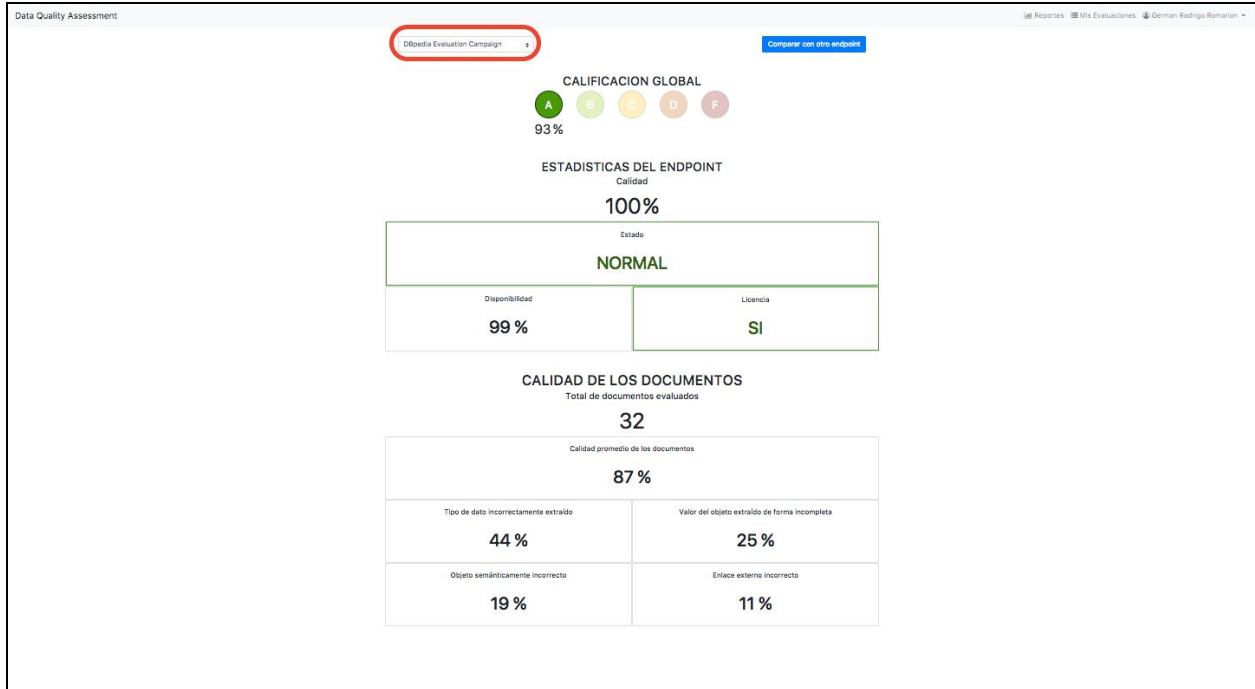 Data Quality Assessment Reportes Mis Evaluaciones German Rodrigo Romarion
DBpedia Evaluation Campaign Comparar con otro endpoint
CALIFICACION GLOBAL
A B C D F
93 %
ESTADISTICAS DEL ENDPOINT
Calidad
100%
Estado
NORMAL
Disponibilidad Licencia
99 % SI
CALIDAD DE LOS DOCUMENTOS
Total de documentos evaluados
32
Calidad promedio de los documentos
87 %
Tipo de dato incorrectamente extraído Valor del objeto extraído de forma incompleta
44 % 25 %
Objeto semánticamente incorrecto Enlace externo incorrecto
19 % 11 %